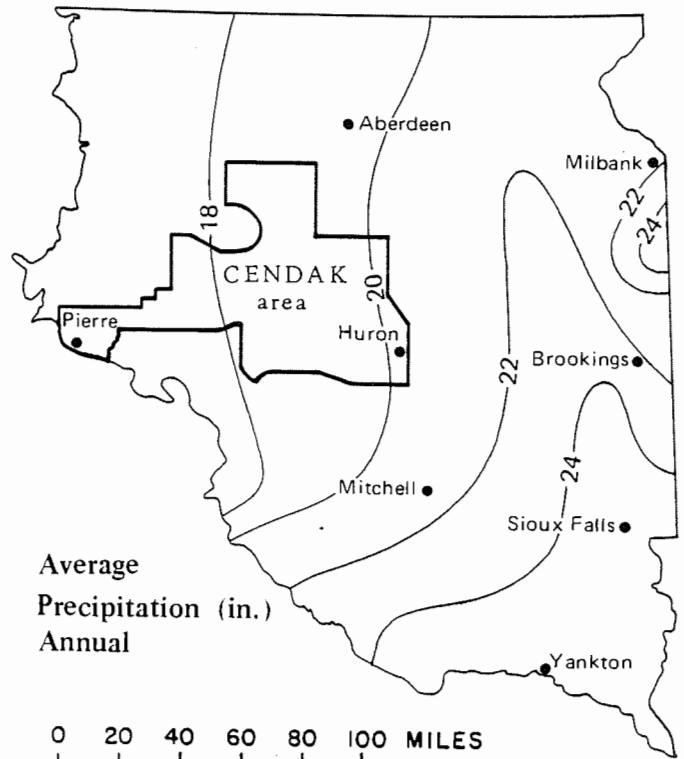 Aberdeen
Milbank
22
24
18
CENDAK
area
20
Pierre
Huron
22
Brookings
24
Mitchell
Sioux Falls
Average
Precipitation (in.)
Annual
Yankton
0 20 40 60 80 100 MILES